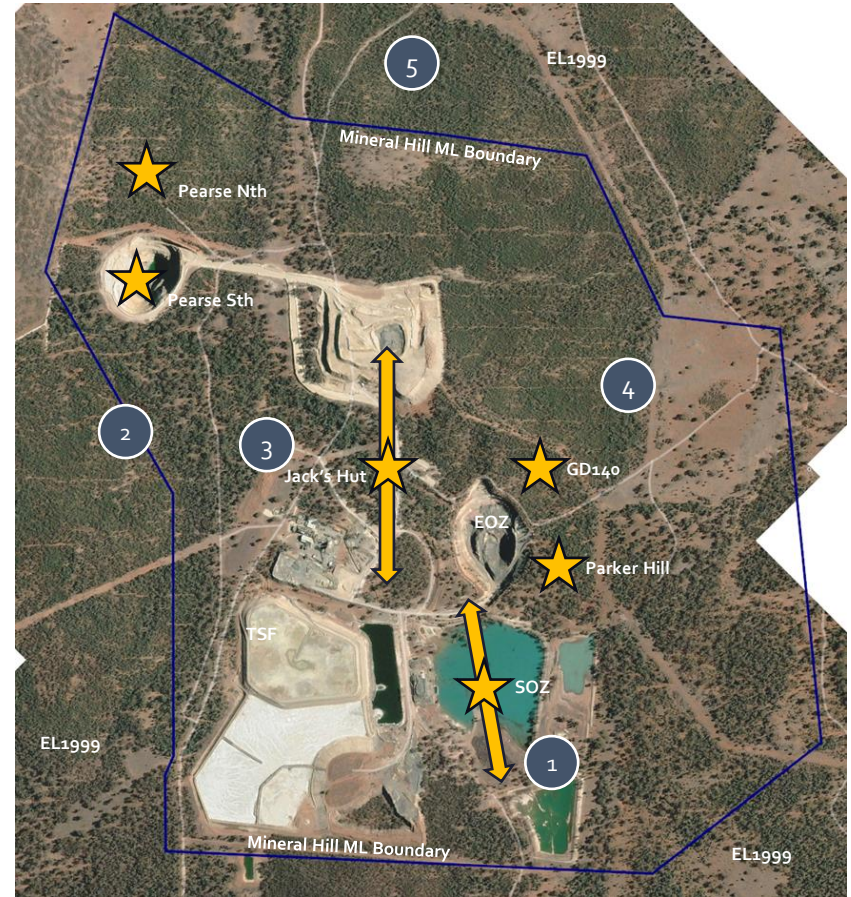 5
EL1999
Mineral Hill ML Boundary
Pearse Nth
Pearse Sth
4
2
3
Jack's Hut
GD140
EOZ
Parker Hill
TSF
SOZ
EL1999
1
Mineral Hill ML Boundary
EL1999